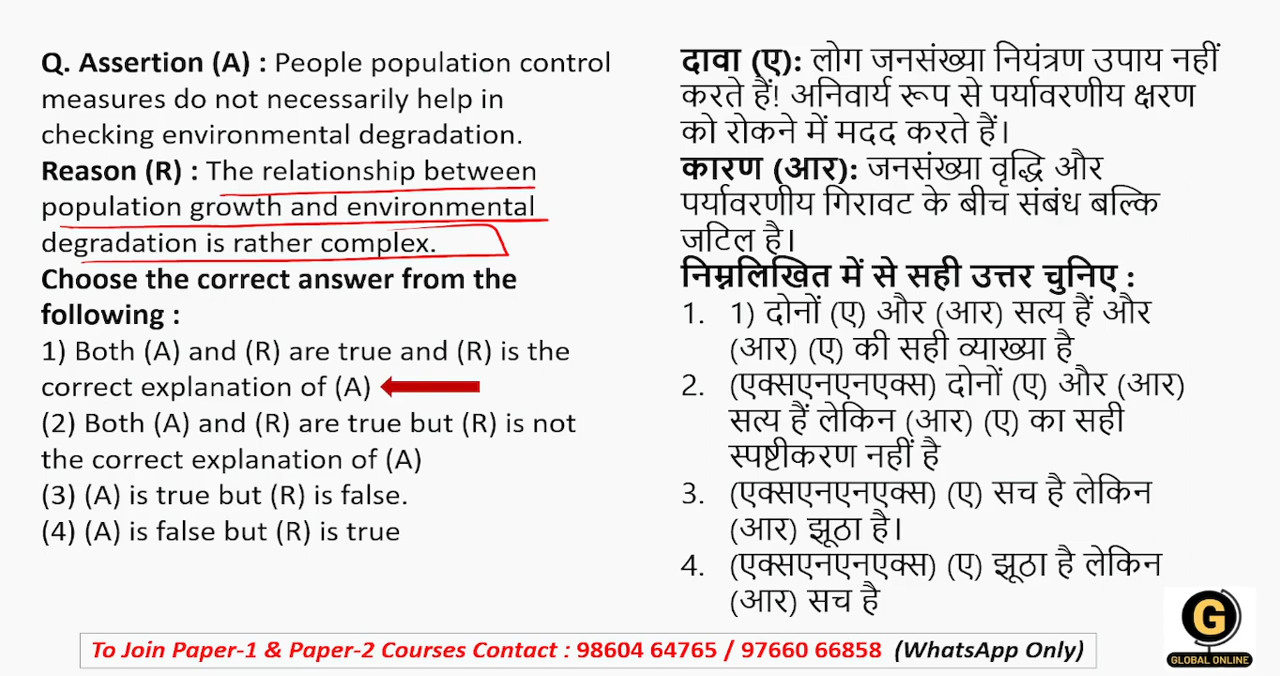 Q. Assertion (A) : People population control
measures do not necessarily help in
checking environmental degradation.
Reason (R) : The relationship between
population growth and environmental
degradation is rather complex.
Choose the correct answer from the
following :
1) Both (A) and (R) are true and (R) is the
correct explanation of (A)
(2) Both (A) and (R) are true but (R) is not
the correct explanation of (A)
(3) (A) is true but (R) is false.
(4) (A) is false but (R) is true
दावा (ए): लोग जनसंख्या नियंत्रण उपाय नहीं
करते हैं! अनिवार्य रूप से पर्यावरणीय क्षरण
को रोकने में मदद करते हैं।
कारण (आर): जनसंख्या वृद्धि और
पर्यावरणीय गिरावट के बीच संबंध बल्कि
जटिल है।
निम्नलिखित में से सही उत्तर चुनिए :
1. 1) दोनों (ए) और (आर) सत्य हैं और
(आर) (ए) की सही व्याख्या है
2. (एक्सएनएनएक्स) दोनों (ए) और (आर)
सत्य हैं लेकिन (आर) (ए) का सही
स्पष्टीकरण नहीं है
3. (एक्सएनएनएक्स) (ए) सच है लेकिन
(आर) झूठा है।
4. (एक्सएनएनएक्स) (ए) झूठा है लेकिन
(आर) सच है
To Join Paper-1 & Paper-2 Courses Contact : 98604 64765 / 97660 66858 (WhatsApp Only)
G
GLOBAL ONLINE